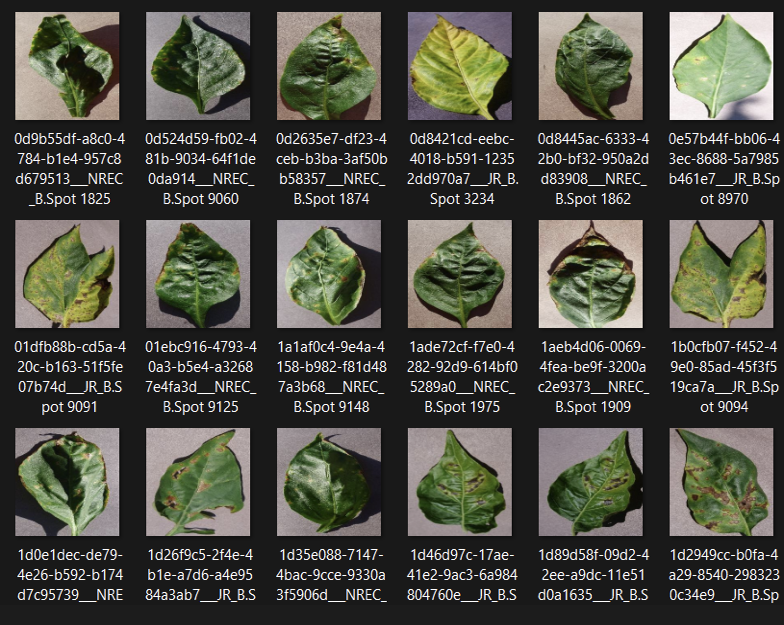 0d9b55df-a8c0-4
784-b1e4-957c8
d679513___NREC
_B.Spot 1825
0d524d59-fb02-4
81b-9034-64f1de
0da914___NREC_
B.Spot 9060
0d2635e7-df23-4
ceb-b3ba-3af50b
b58357___NREC_
B.Spot 1874
0d8421cd-eebc-
4018-b591-1235
2dd970a7___JR_B.
Spot 3234
0d8445ac-6333-4
2b0-bf32-950a2d
d83908___NREC_
B.Spot 1862
0e57b44f-bb06-4
3ec-8688-5a7985
b461e7___JR_B.Sp
ot 8970
01dfb88b-cd5a-4
20c-b163-51f5fe
07b74d___JR_B.S
pot 9091
01ebc916-4793-4
0a3-b5e4-a3268
7e4fa3d___NREC_
B.Spot 9125
1a1af0c4-9e4a-4
158-b982-f81d48
7a3b68___NREC_
B.Spot 9148
1ade72cf-f7e0-4
282-92d9-614bf0
5289a0___NREC_
B.Spot 1975
1aeb4d06-0069-
4fea-be9f-3200a
c2e9373___NREC_
B.Spot 1909
1b0cfb07-f452-4
9e0-85ad-45f3f5
19ca7a___JR_B.Sp
ot 9094
1d0e1dec-de79-
4e26-b592-b174
d7c95739___NRE
1d26f9c5-2f4e-4
b1e-a7d6-a4e95
84a3ab7___JR_B.S
1d35e088-7147-
4bac-9cce-9330a
3f5906d___NREC_
1d46d97c-17ae-
41e2-9ac3-6a984
804760e___JR_B.S
1d89d58f-09d2-4
2ee-a9dc-11e51
d0a1635___JR_B.S
1d2949cc-b0fa-4
a29-8540-298323
0c34e9___JR_B.Sp